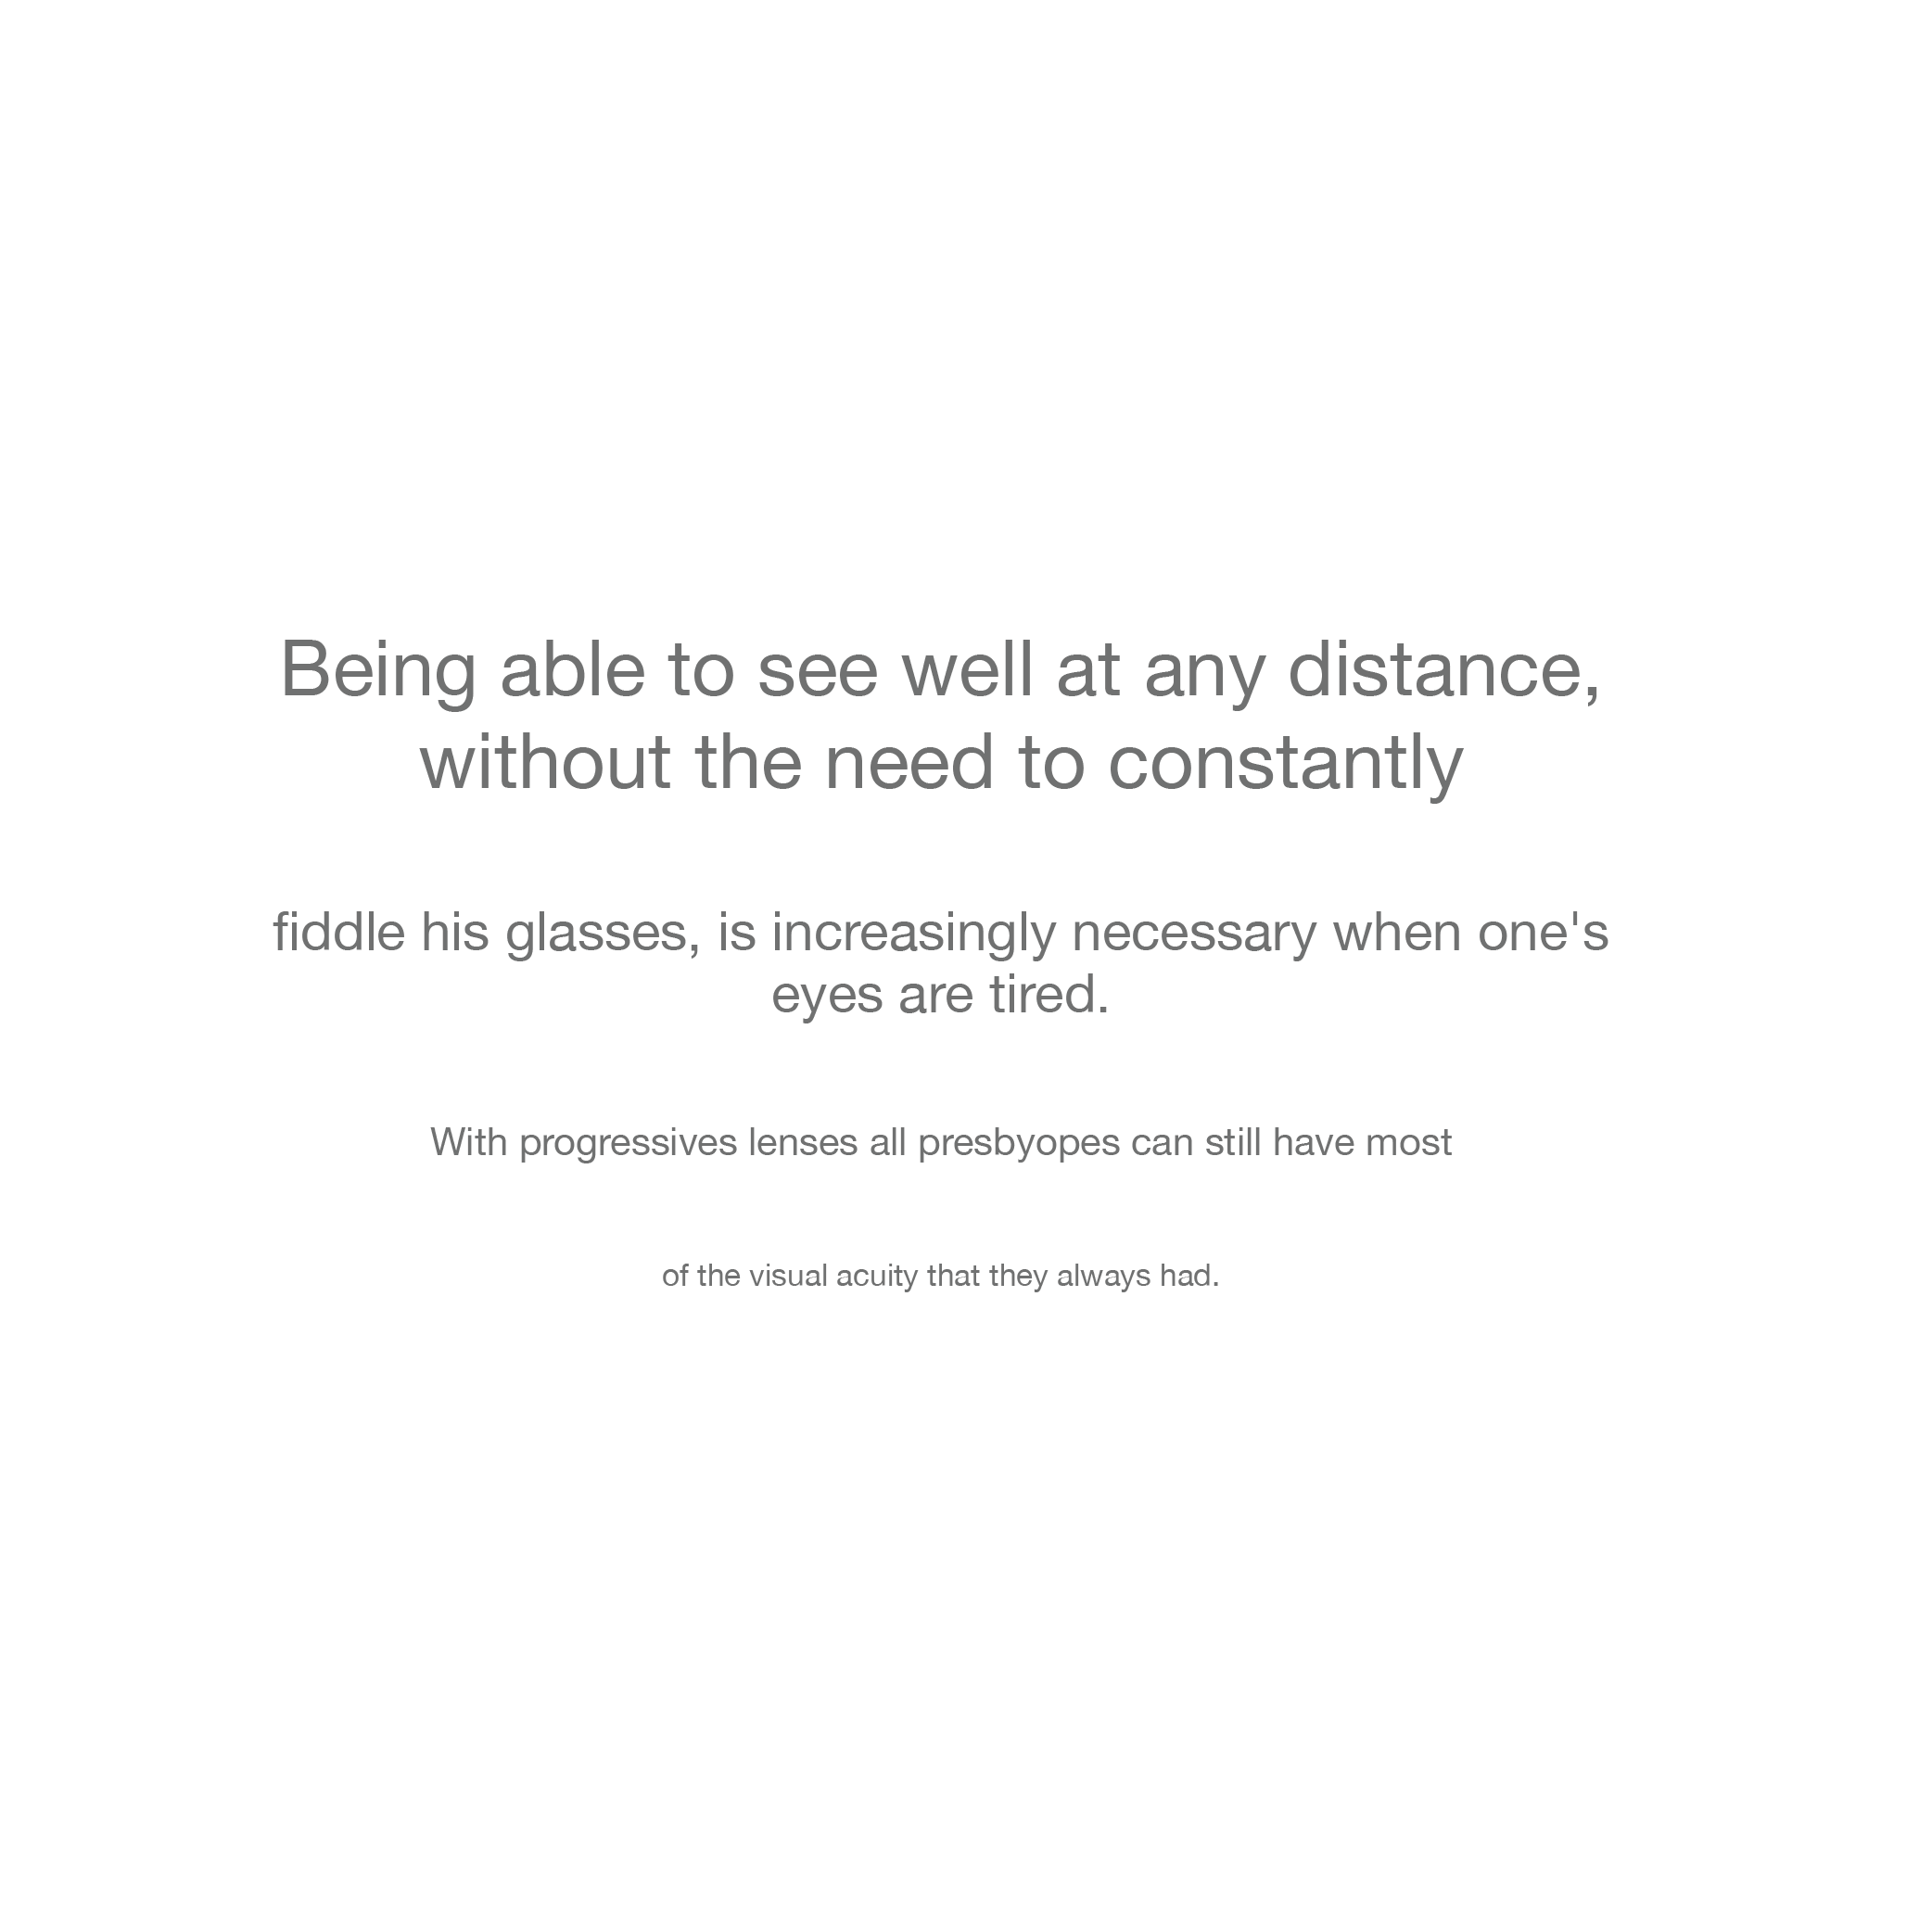 Being able to see well at any distance,
without the need to constantly
fiddle his glasses, is increasingly necessary when one's
eyes are tired.
With progressives lenses all presbyopes can still have most
of the visual acuity that they always had.